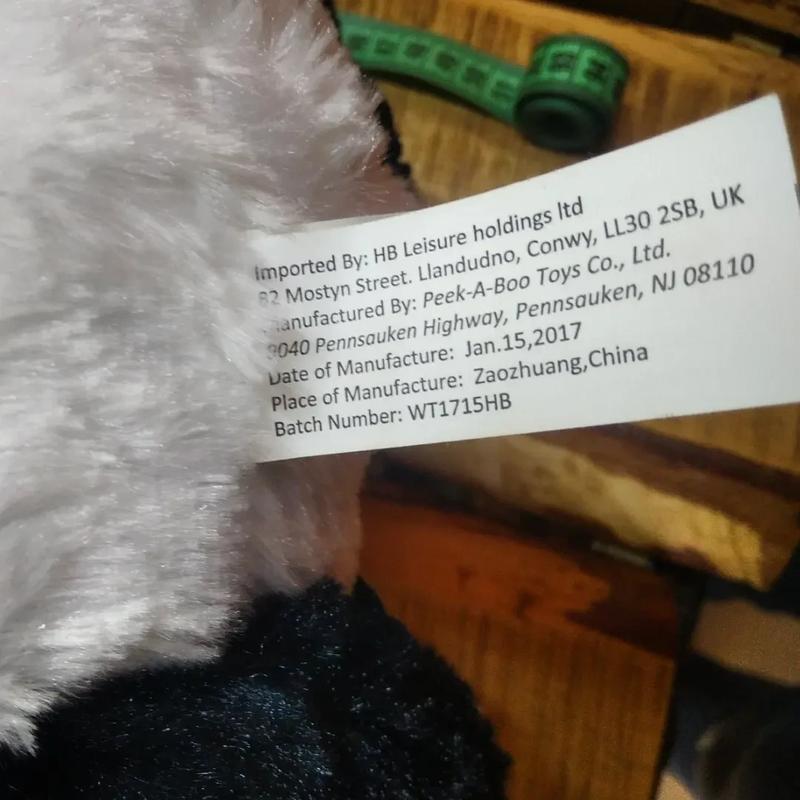 Imported By: HB Leisure holdings ltd
82 Mostyn Street. Llandudno, Conwy, LL30 2SB, UK
Manufactured By: Peek-A-Boo Toys Co., Ltd.
9040 Pennsauken Highway, Pennsauken, NJ 08110
Date of Manufacture: Jan.15,2017
Place of Manufacture: Zaozhuang,China
Batch Number: WT1715HB